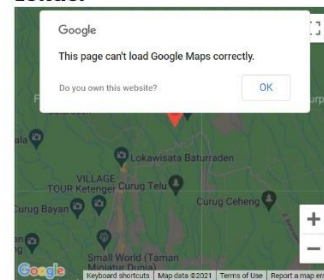 Google
This page can't load Google Maps correctly.
Do you own this website?
OK
Lokawisata Baturraden
VILLAGE
TOUR Ketenger
Curug Telu
Curug Bayan
Curug Ceheng
Small World (Taman
Miniatur Dunia)
+
−
Google
Keyboard shortcuts
Map data ©2021
Terms of Use
Report a map